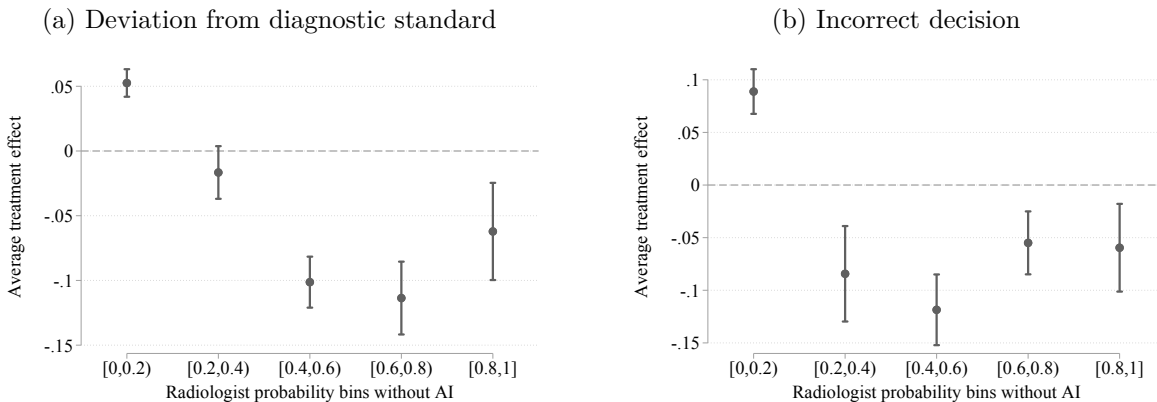 (a) Deviation from diagnostic standard
.05
0
-.05
-.1
-.15
Average treatment effect
[0,0.2) [0.2,0.4) [0.4,0.6) [0.6,0.8) [0.8,1]
Radiologist probability bins without AI
(b) Incorrect decision
.1
.05
0
-.05
-.1
-.15
Average treatment effect
[0,0.2) [0.2,0.4) [0.4,0.6) [0.6,0.8) [0.8,1]
Radiologist probability bins without AI